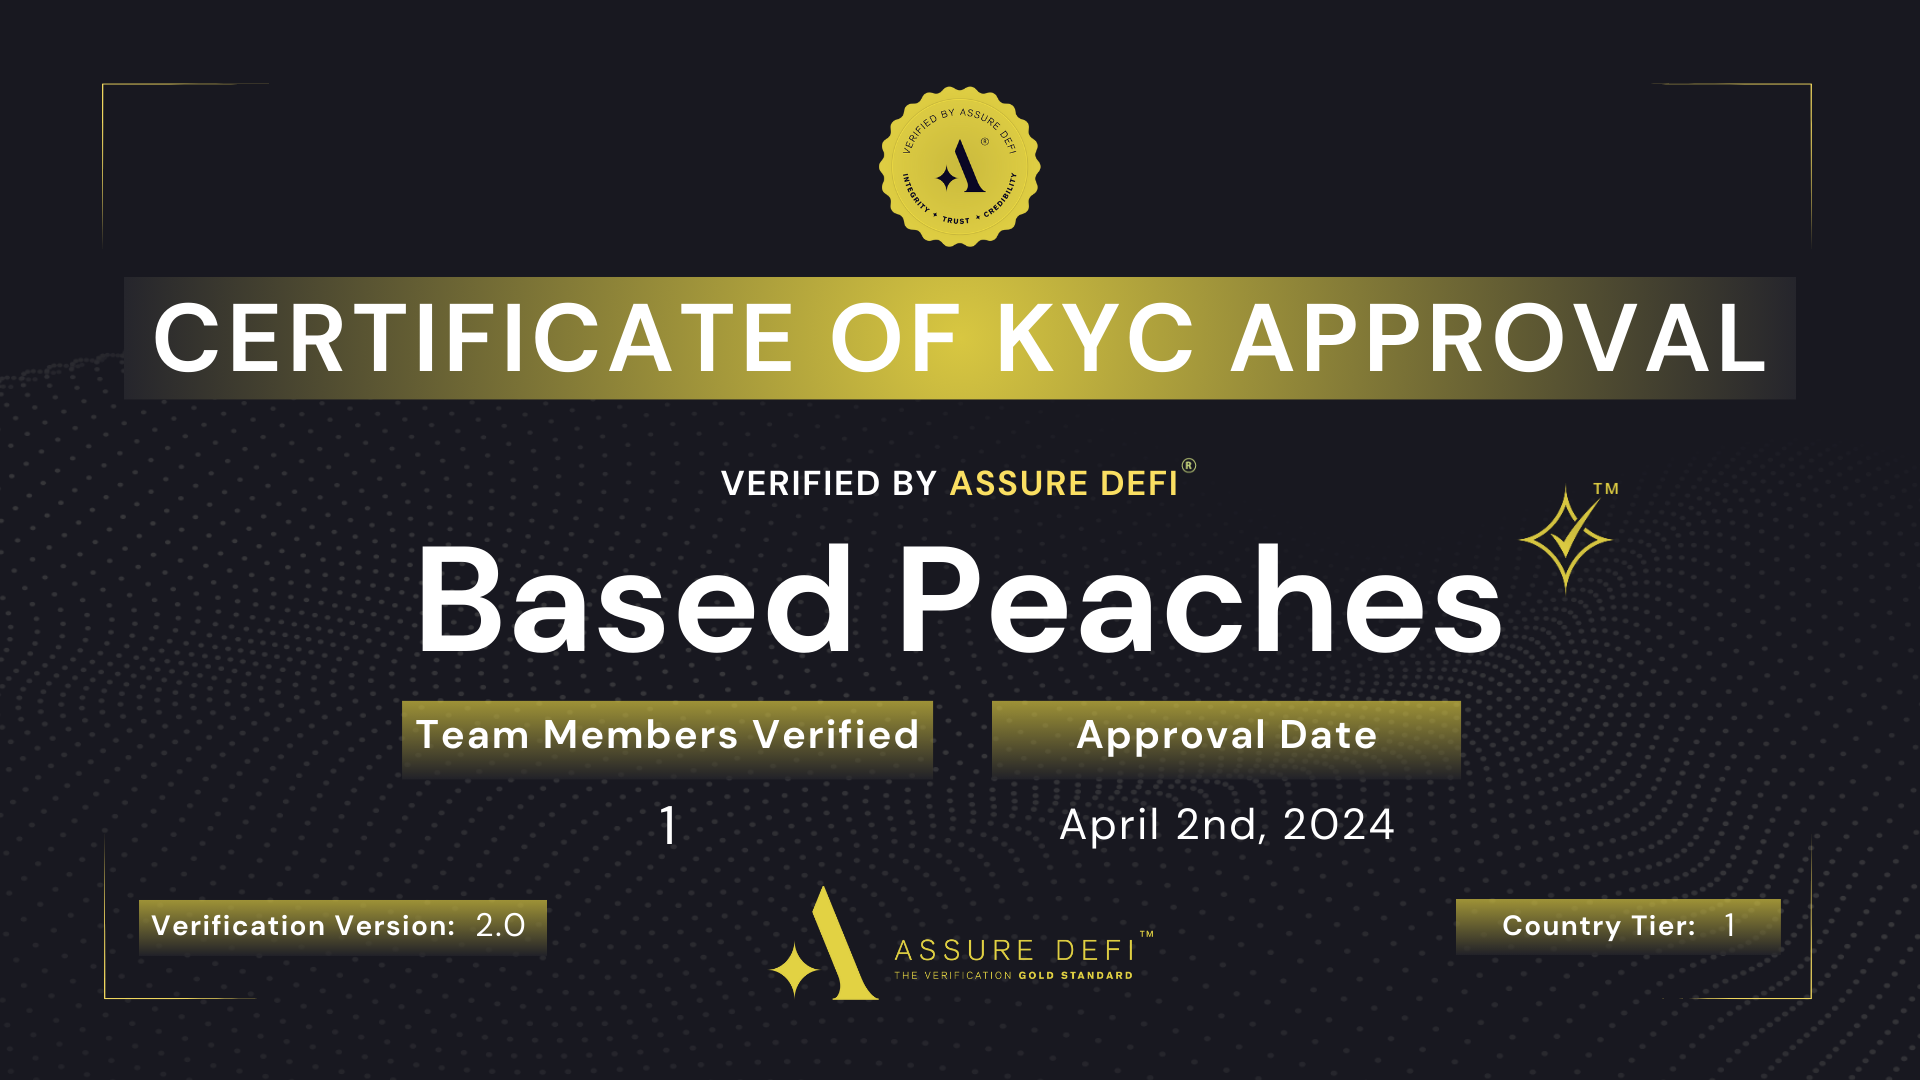 VERIFIED BY ASSURE DEFI
®
INTEGRITY ✦ TRUST ✦ CREDIBILITY
CERTIFICATE OF KYC APPROVAL
VERIFIED BY ASSURE DEFI®
TM
Based Peaches
Team Members Verified
1
Approval Date
April 2nd, 2024
Verification Version: 2.0
ASSURE DEFI™
THE VERIFICATION GOLD STANDARD
Country Tier: 1